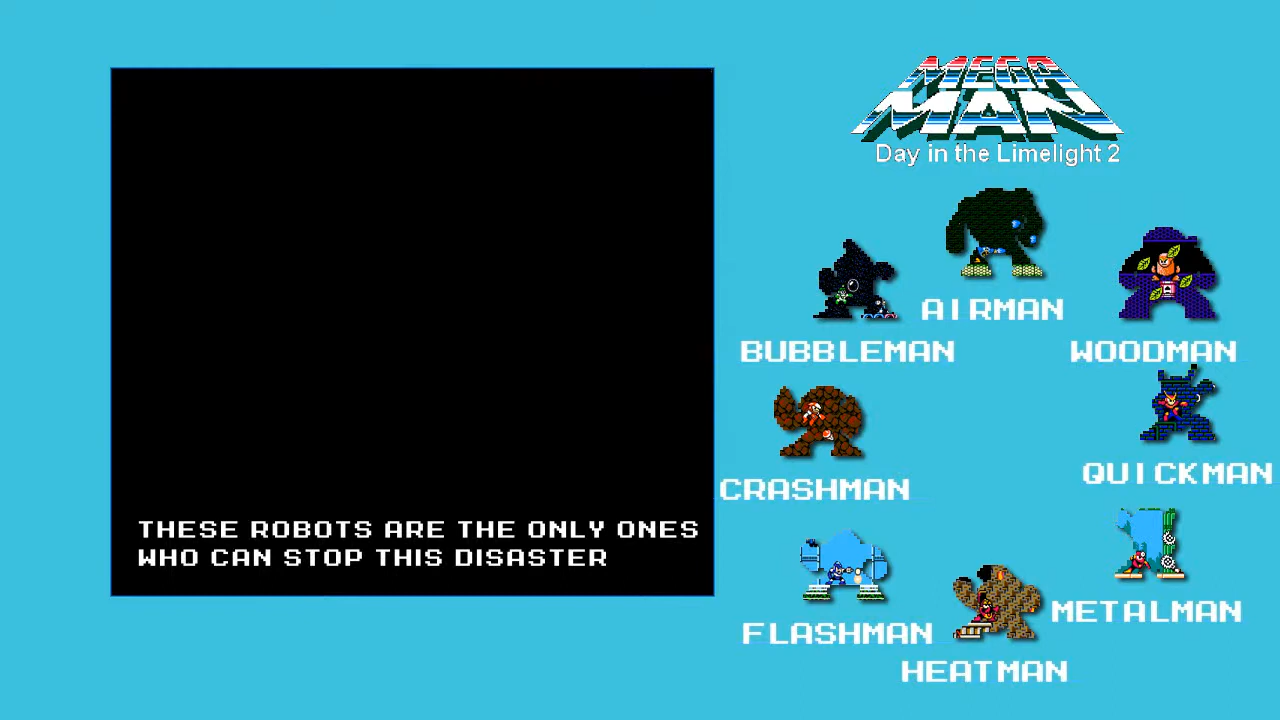 MEGA
MAN
Day in the Limelight 2
AIRMAN
BUBBLEMAN
WOODMAN
CRASHMAN
QUICKMAN
THESE ROBOTS ARE THE ONLY ONES
WHO CAN STOP THIS DISASTER
FLASHMAN
METALMAN
HEATMAN